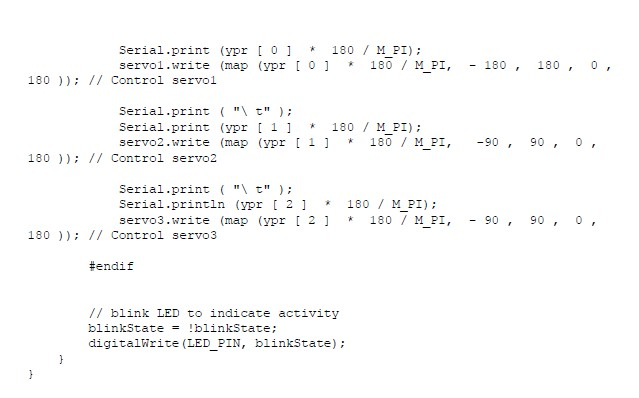 Serial.print (ypr [ 0 ] * 180 / M_PI);
servo1.write (map (ypr [ 0 ] * 180 / M_PI, - 180 , 180 , 0 ,
180 )); // Control servo1
Serial.print ( "\ t" );
Serial.print (ypr [ 1 ] * 180 / M_PI);
servo2.write (map (ypr [ 1 ] * 180 / M_PI, -90 , 90 , 0 ,
180 )); // Control servo2
Serial.print ( "\ t" );
Serial.println (ypr [ 2 ] * 180 / M_PI);
servo3.write (map (ypr [ 2 ] * 180 / M_PI, - 90 , 90 , 0 ,
180 )); // Control servo3
#endif
// blink LED to indicate activity
blinkState = !blinkState;
digitalWrite(LED_PIN, blinkState);
}
}